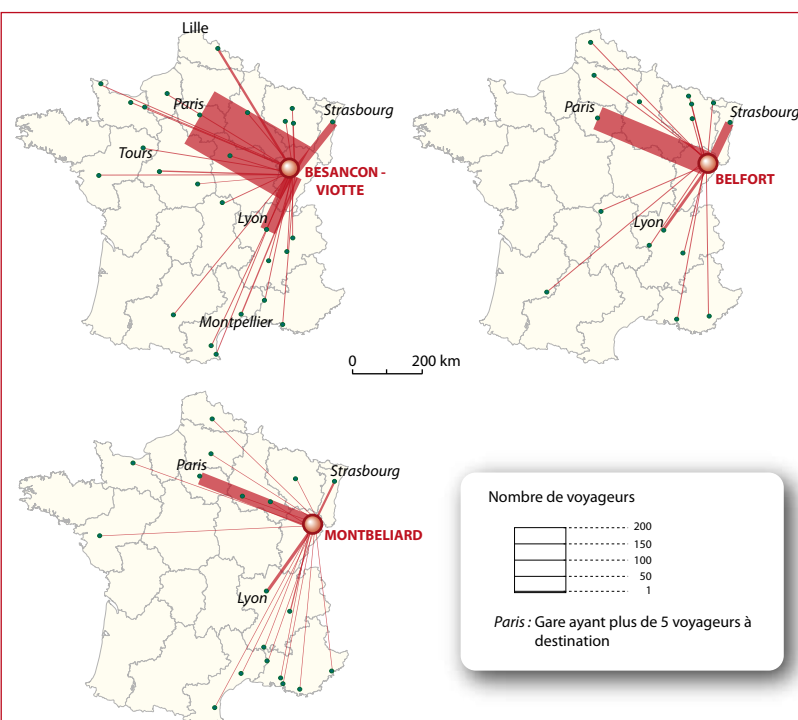 Lille
Paris
Strasbourg
Tours
BESANCON -
VIOTTE
Lyon
Montpellier
Paris
Strasbourg
BELFORT
Lyon
0 200 km
Paris
Strasbourg
MONTBELIARD
Lyon
Nombre de voyageurs
200
150
100
50
1
Paris : Gare ayant plus de 5 voyageurs à
destination